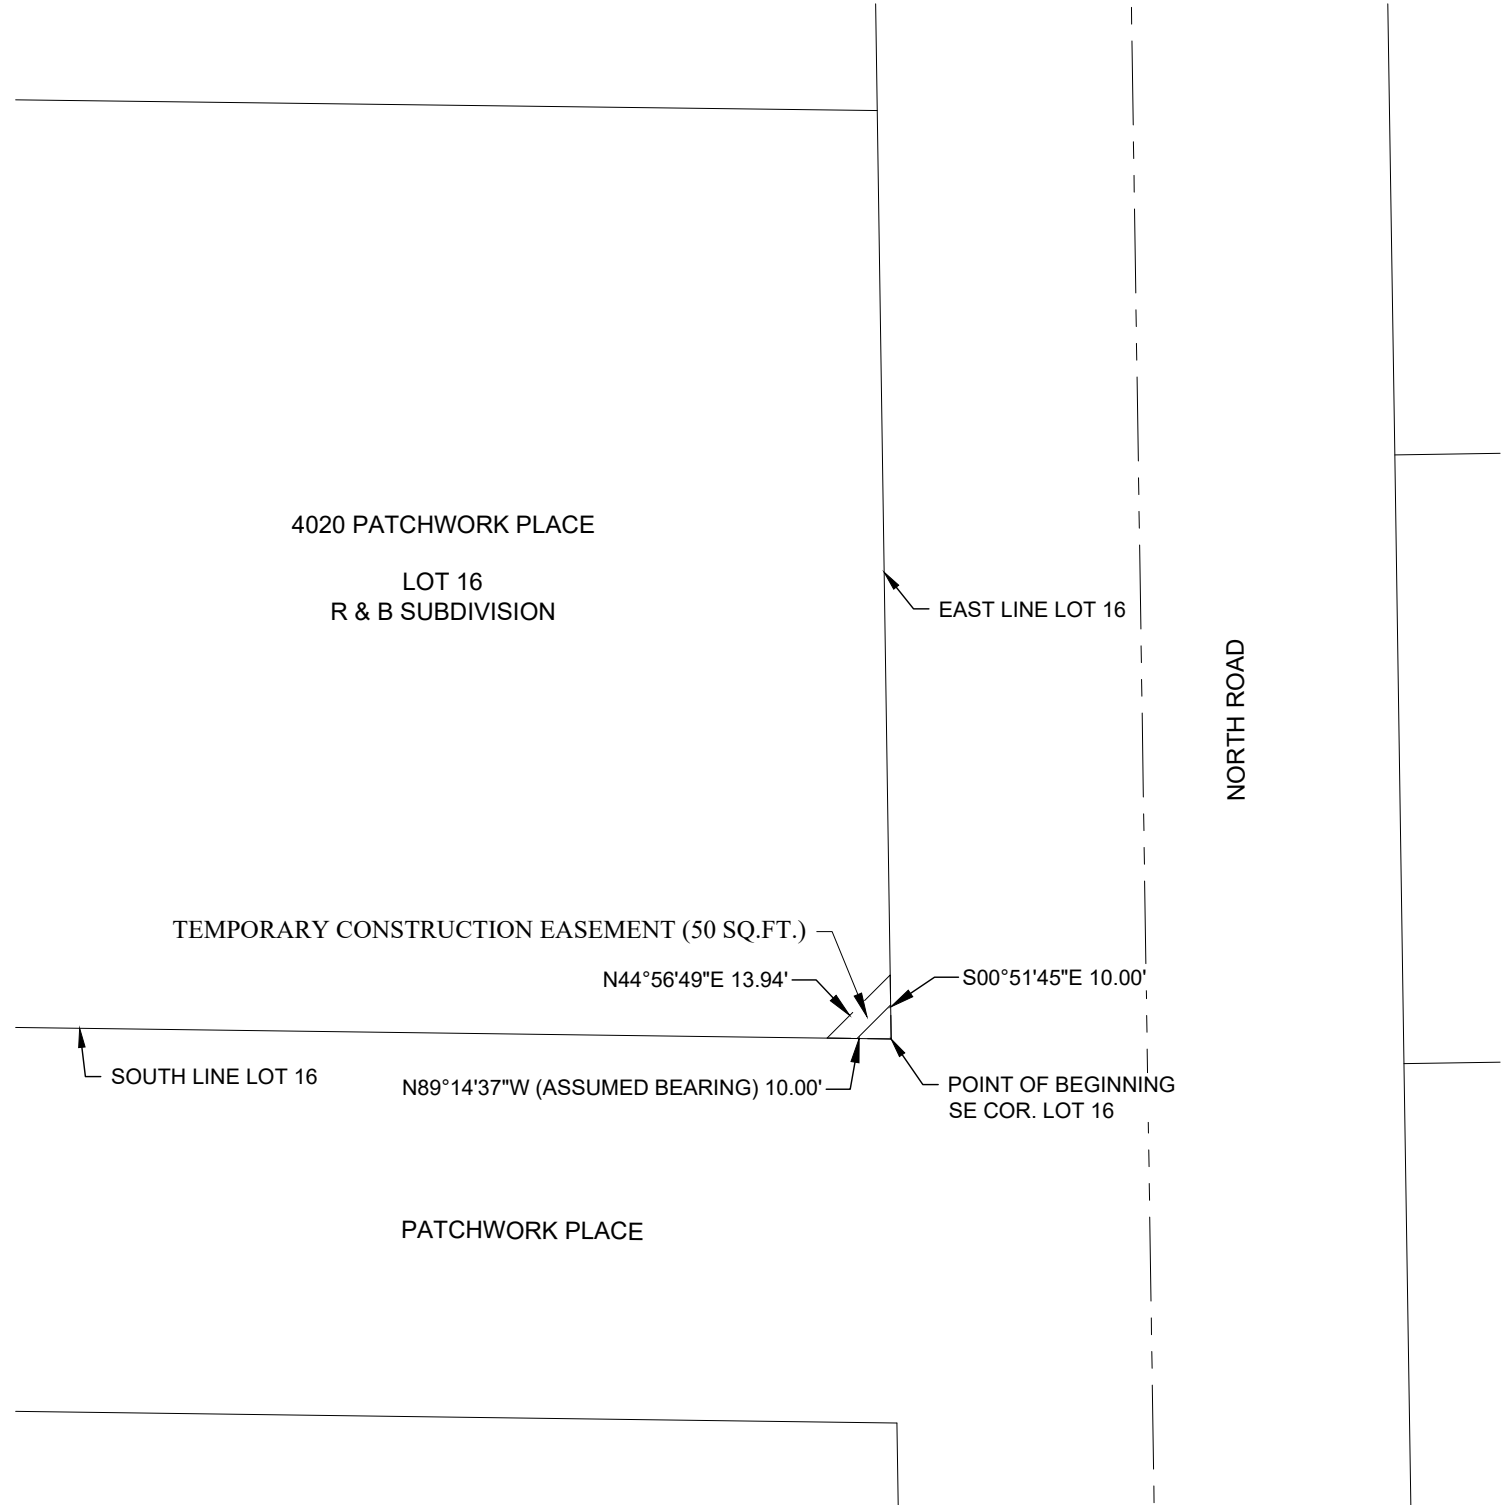 4020 PATCHWORK PLACE
LOT 16
R & B SUBDIVISION
EAST LINE LOT 16
NORTH ROAD
TEMPORARY CONSTRUCTION EASEMENT (50 SQ.FT.)
N44°56'49"E 13.94'
S00°51'45"E 10.00'
SOUTH LINE LOT 16
N89°14'37"W (ASSUMED BEARING) 10.00'
POINT OF BEGINNING
SE COR. LOT 16
PATCHWORK PLACE